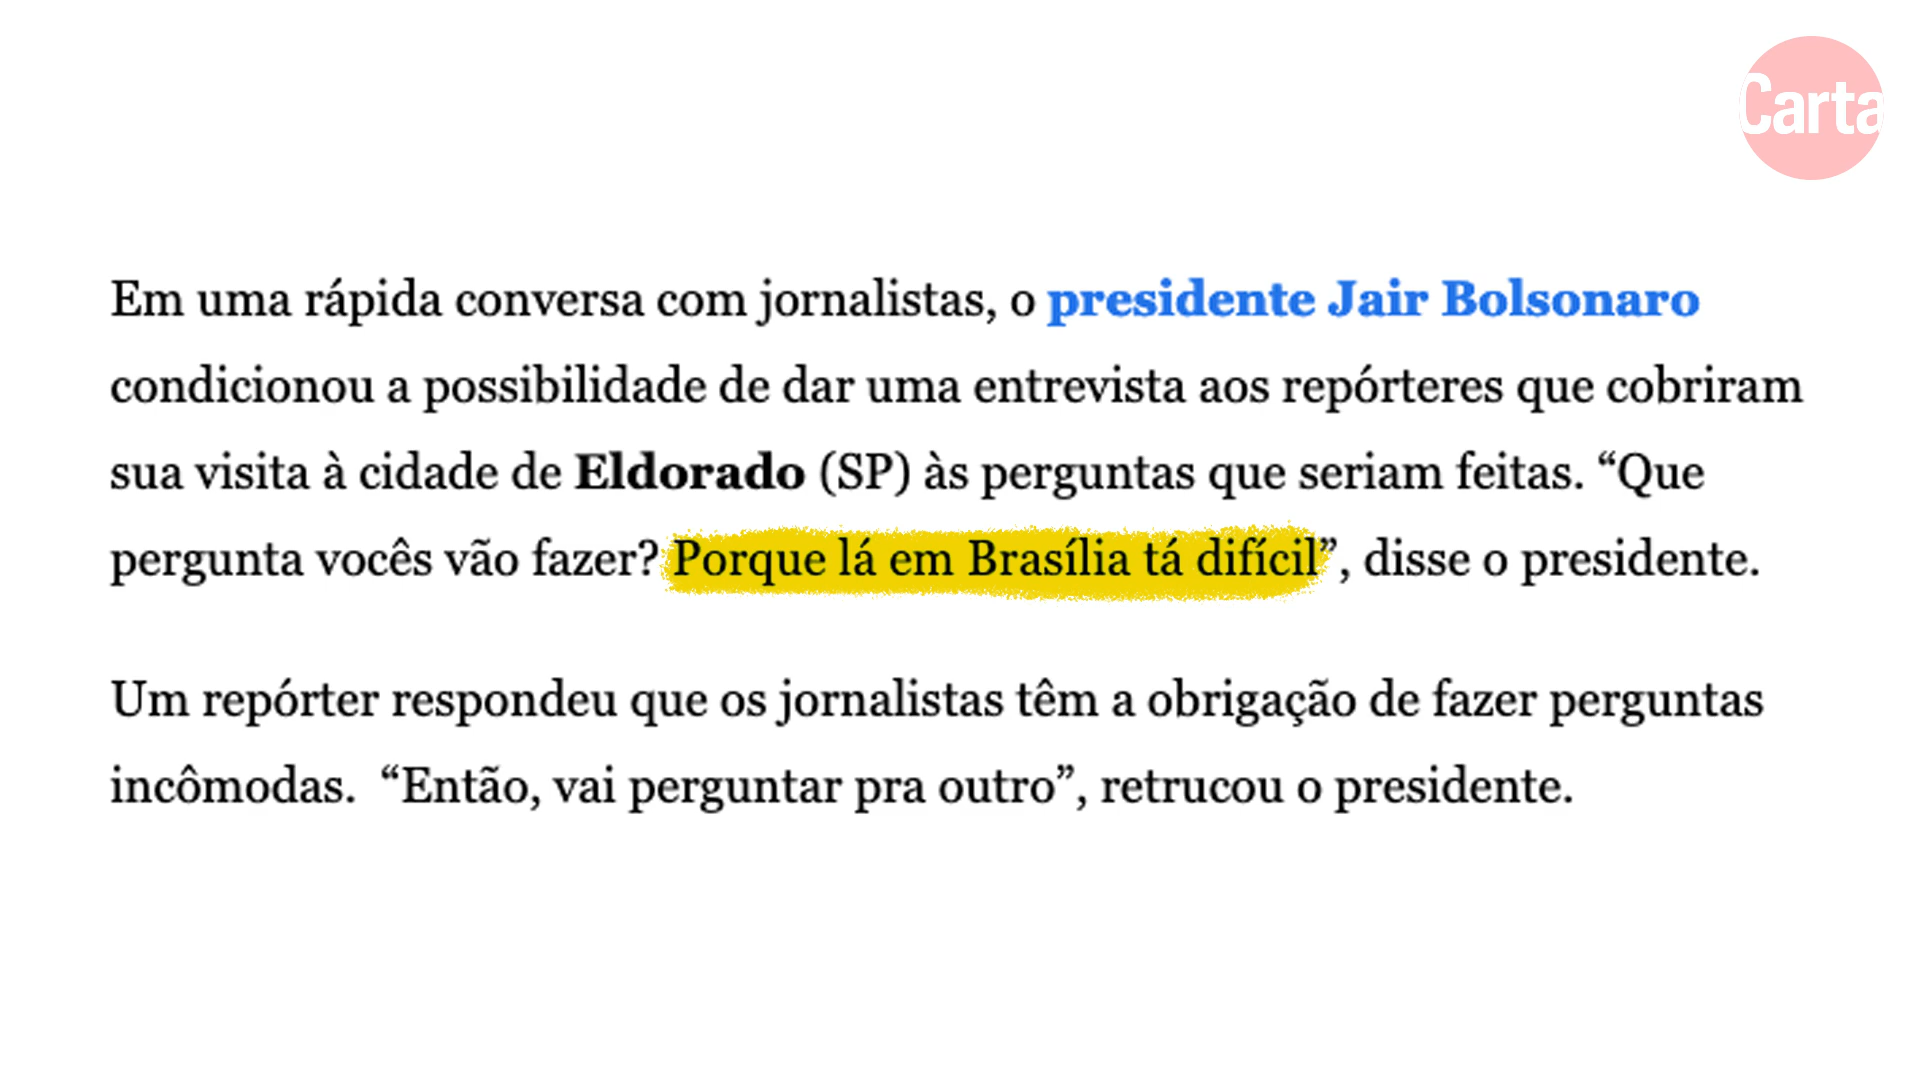 Carta
Em uma rápida conversa com jornalistas, o presidente Jair Bolsonaro
condicionou a possibilidade de dar uma entrevista aos repórteres que cobriram
sua visita à cidade de Eldorado (SP) às perguntas que seriam feitas. “Que
pergunta vocês vão fazer? Porque lá em Brasília tá difícil”, disse o presidente.
Um repórter respondeu que os jornalistas têm a obrigação de fazer perguntas
incômodas.  “Então, vai perguntar pra outro”, retrucou o presidente.